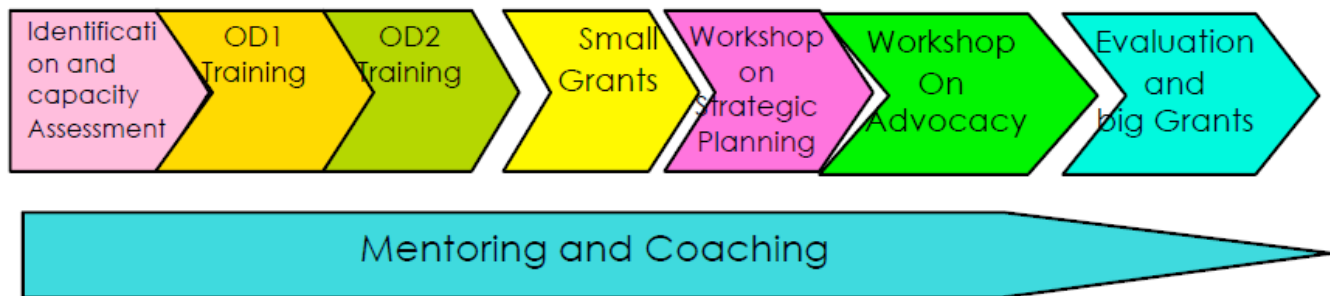 Identificati
on and
capacity
Assessment
OD1
Training
OD2
Training
Small
Grants
Workshop
on
Strategic
Planning
Workshop
On
Advocacy
Evaluation
and
big Grants
Mentoring and Coaching